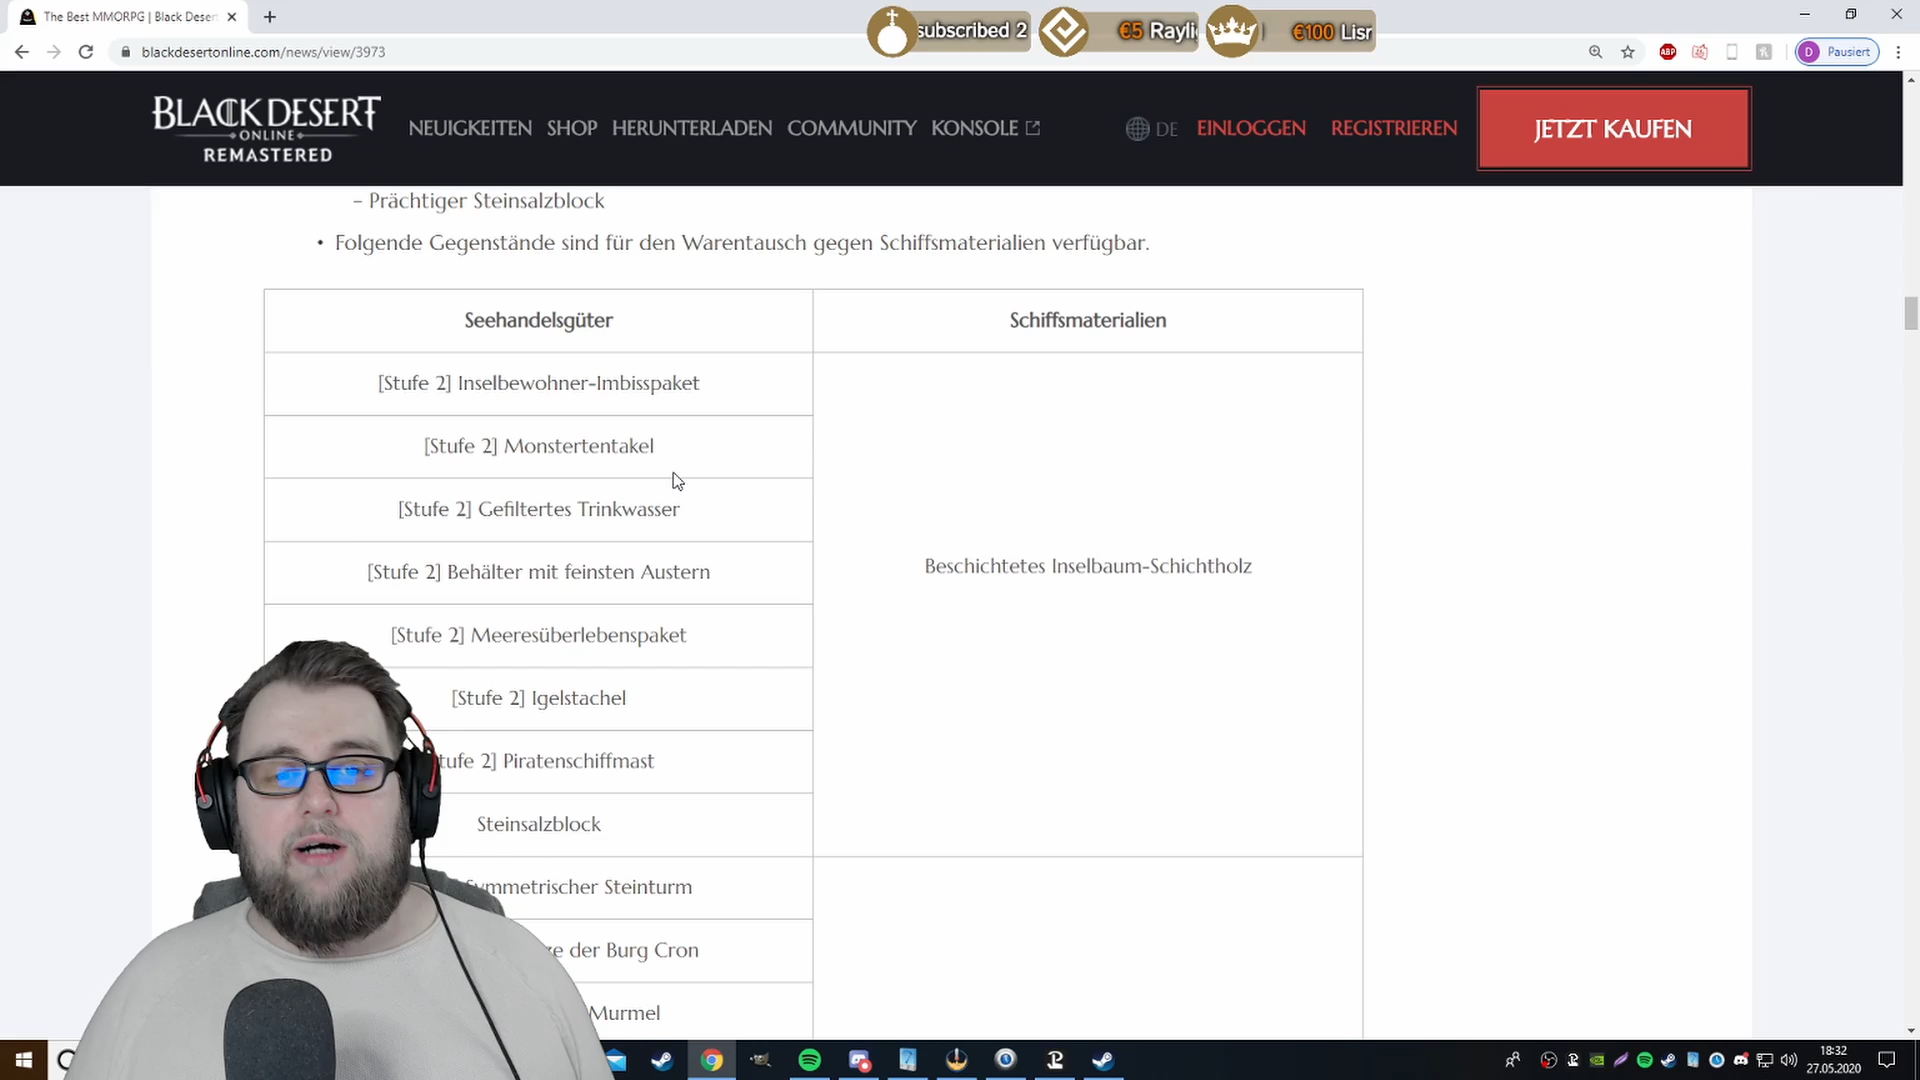 The Best MMORPG | Black Deser
subscribed 2
€5 Rayli
€100 Lisr
blackdesertonline.com/news/view/3973
ABP
D Pausiert
BLACK DESERT
ONLINE
REMASTERED
NEUIGKEITEN SHOP HERUNTERLADEN COMMUNITY KONSOLE
DE EINLOGGEN REGISTRIEREN
JETZT KAUFEN
– Prächtiger Steinsalzblock
• Folgende Gegenstände sind für den Warentausch gegen Schiffsmaterialien verfügbar.
Seehandelsgüter Schiffsmaterialien
[Stufe 2] Inselbewohner-Imbisspaket
[Stufe 2] Monstertentakel
[Stufe 2] Gefiltertes Trinkwasser
Beschichtetes Inselbaum-Schichtholz
[Stufe 2] Behälter mit feinsten Austern
[Stufe 2] Meeresüberlebenspaket
[Stufe 2] Igelstachel
tufe 2] Piratenschiffmast
Steinsalzblock
Symmetrischer Steinturm
ze der Burg Cron
Murmel
18:32
27.05.2020